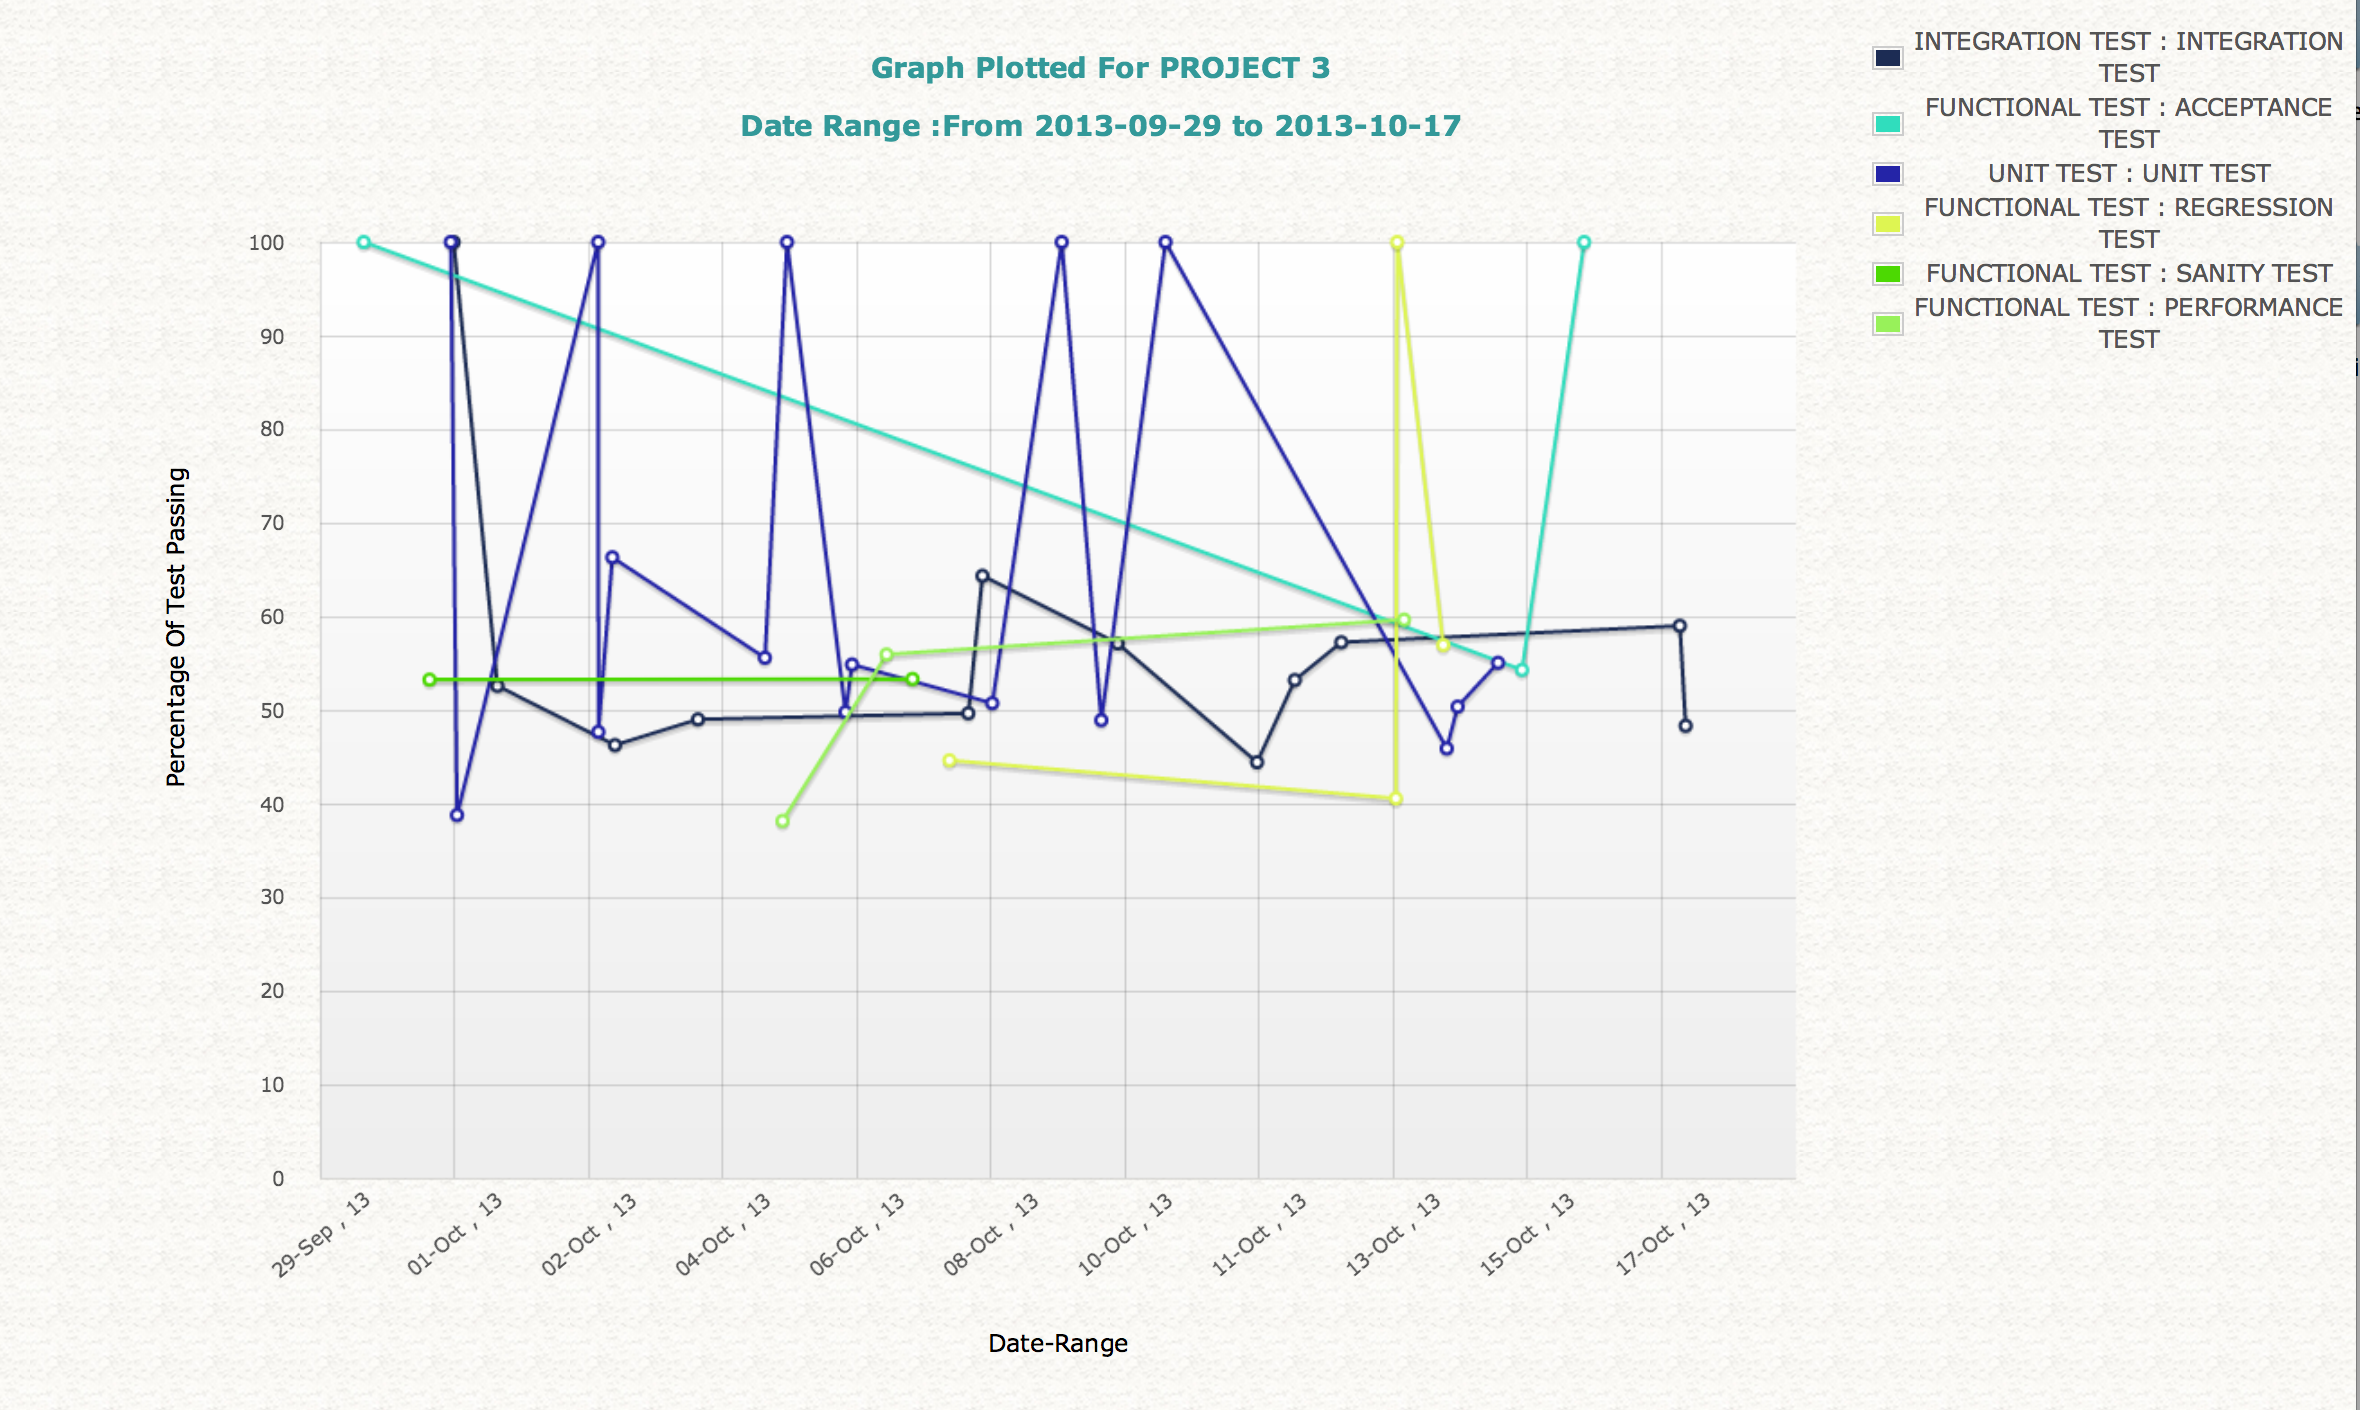 Graph Plotted For PROJECT 3
Date Range :From 2013-09-29 to 2013-10-17
INTEGRATION TEST : INTEGRATION
TEST
FUNCTIONAL TEST : ACCEPTANCE
TEST
UNIT TEST : UNIT TEST
FUNCTIONAL TEST : REGRESSION
TEST
FUNCTIONAL TEST : SANITY TEST
FUNCTIONAL TEST : PERFORMANCE
TEST
Percentage Of Test Passing
100
90
80
70
60
50
40
30
20
10
0
29-Sep , 13
01-Oct , 13
02-Oct , 13
04-Oct , 13
06-Oct , 13
08-Oct , 13
10-Oct , 13
11-Oct , 13
13-Oct , 13
15-Oct , 13
17-Oct , 13
Date-Range